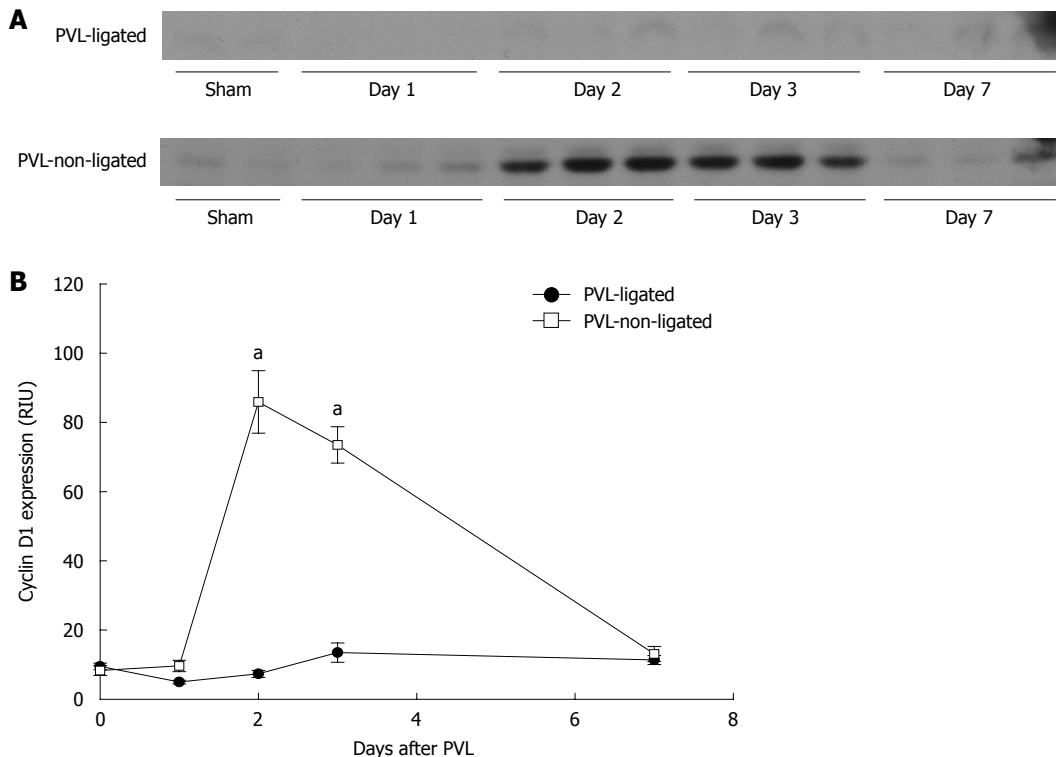 A
PVL-ligated
Sham Day 1 Day 2 Day 3 Day 7
PVL-non-ligated
Sham Day 1 Day 2 Day 3 Day 7
B
PVL-ligated
PVL-non-ligated
a
a
Cyclin D1 expression (RIU)
120
100
80
60
40
20
0
0 2 4 6 8
Days after PVL